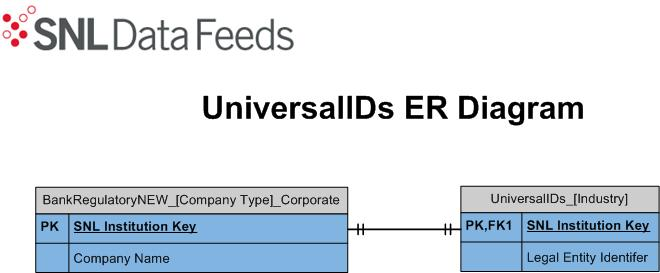 SNL Data Feeds
UniversalIDs ER Diagram
BankRegulatoryNEW_[Company Type]_Corporate
PK SNL Institution Key
Company Name
UniversalIDs_[Industry]
PK,FK1 SNL Institution Key
Legal Entity Identifer